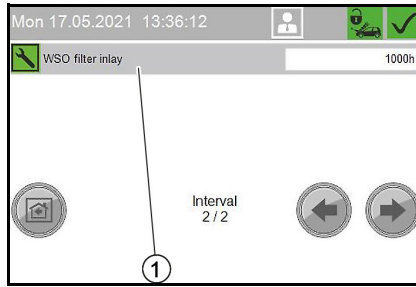 Mon 17.05.2021 13:36:12
WSO filter inlay 1000h
Interval
2 / 2
1